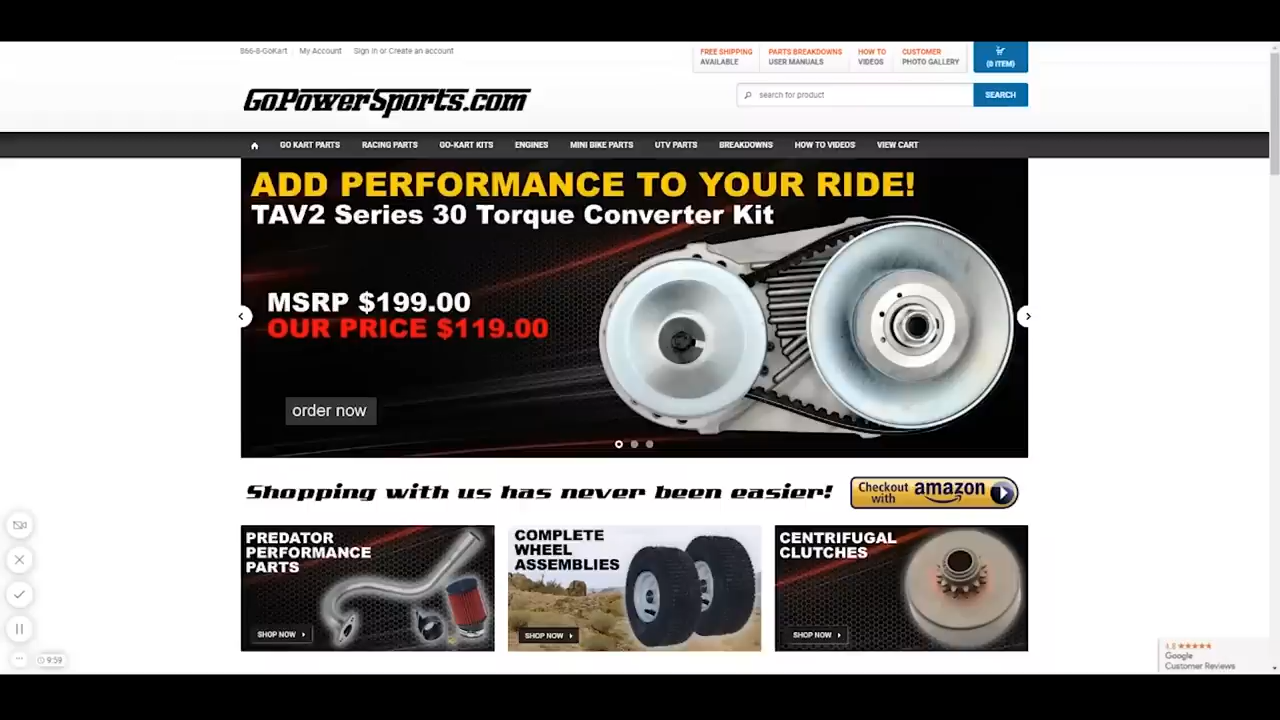 866-8-GoKart My Account Sign in or Create an account
FREE SHIPPING
AVAILABLE
PARTS BREAKDOWNS
USER MANUALS
HOW TO
VIDEOS
CUSTOMER
PHOTO GALLERY
(0 ITEM)
GoPowerSports.com
search for product
SEARCH
GO KART PARTS RACING PARTS GO-KART KITS ENGINES MINI BIKE PARTS UTV PARTS BREAKDOWNS HOW TO VIDEOS VIEW CART
ADD PERFORMANCE TO YOUR RIDE!
TAV2 Series 30 Torque Converter Kit
MSRP $199.00
OUR PRICE $119.00
order now
Shopping with us has never been easier!
Checkout
with
amazon
PREDATOR
PERFORMANCE
PARTS
SHOP NOW
COMPLETE
WHEEL
ASSEMBLIES
SHOP NOW
CENTRIFUGAL
CLUTCHES
SHOP NOW
9:59
4.8 ★★★★★
Google
Customer Reviews